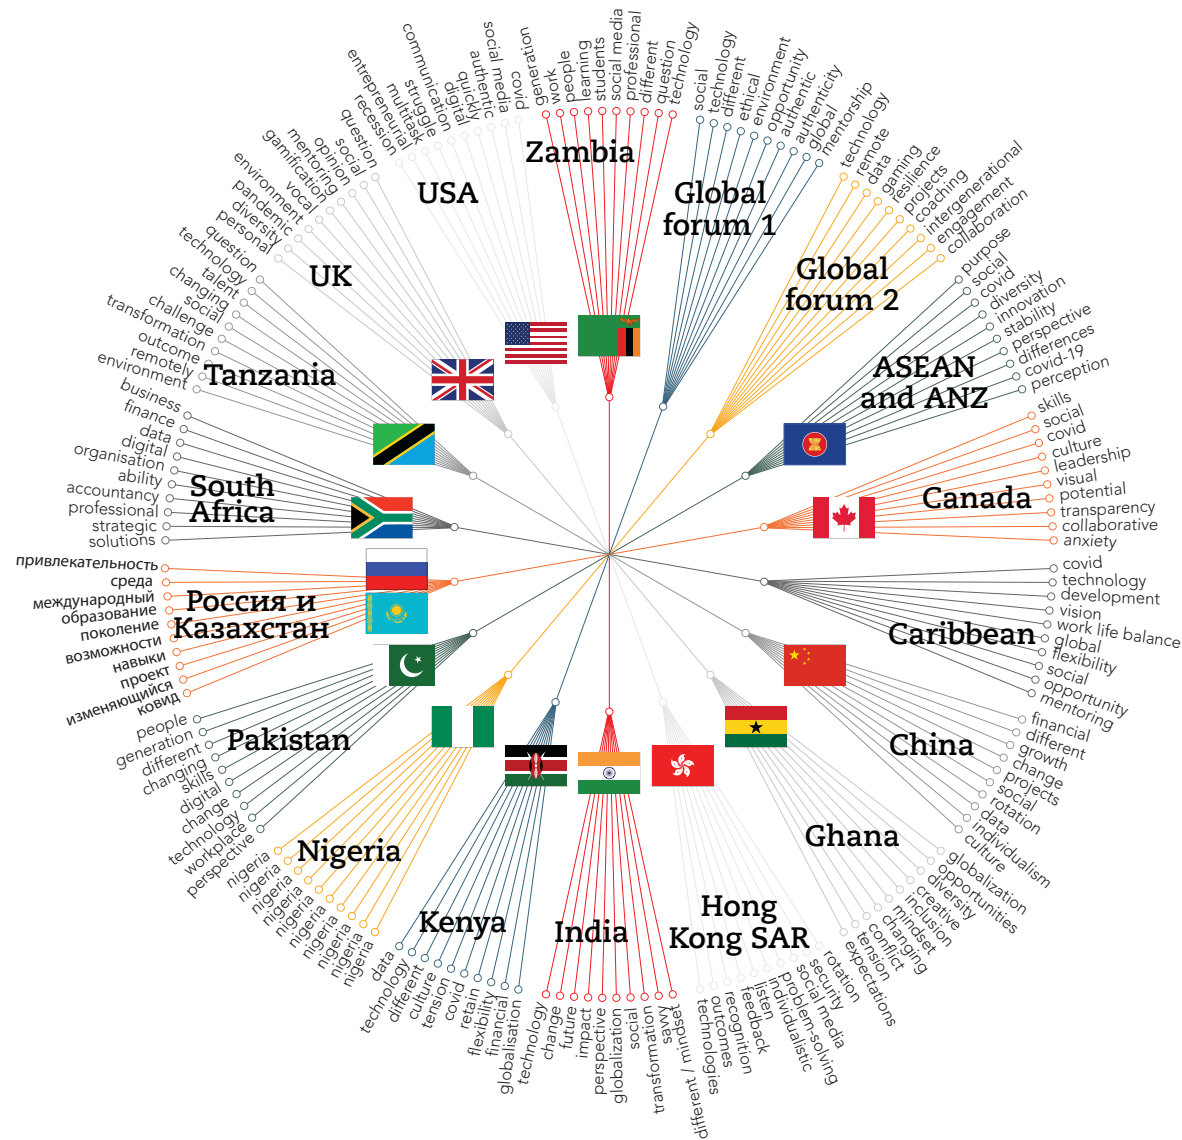 Zambia
generation
work
people
learning
students
social media
professional
different
question
technology
Global
forum 1
social
technology
different
ethical
environment
opportunity
authentic
authenticity
global
mentorship
Global
forum 2
technology
remote
data
gaming
resilience
projects
coaching
intergenerational
engagement
collaboration
ASEAN
and ANZ
purpose
social
covid
diversity
innovation
stability
perspective
differences
covid-19
perception
Canada
skills
social
covid
culture
leadership
visual
potential
transparency
collaborative
anxiety
Caribbean
covid
technology
development
vision
work life balance
global
flexibility
social
opportunity
mentoring
China
financial
different
growth
change
projects
social
rotation
data
individualism
culture
Ghana
globalization
opportunities
diversity
creative
inclusion
mindset
changing
conflict
tension
expectations
Hong
Kong SAR
rotation
security
social media
problem-solving
individualistic
listen
feedback
recognition
outcomes
technologies
India
different / mindset
savvy
transformation
social
globalization
perspective
impact
future
change
technology
Kenya
globalisation
financial
flexibility
retain
covid
tension
culture
different
technology
data
Nigeria
nigeria
nigeria
nigeria
nigeria
nigeria
nigeria
nigeria
nigeria
nigeria
nigeria
Pakistan
perspective
workplace
technology
change
digital
skills
changing
different
generation
people
Россия и
Казахстан
ковид
изменяющийся
проект
навыки
возможности
поколение
образование
международный
среда
привлекательность
South
Africa
solutions
strategic
professional
accountancy
ability
organisation
digital
data
finance
business
Tanzania
environment
remotely
outcome
transformation
challenge
social
changing
talent
technology
question
UK
personal
diversity
pandemic
environment
vocal
gamification
mentoring
opinion
social
question
USA
recession
entrepreneurial
multitask
struggle
communication
digital
quickly
authentic
social media
pivot